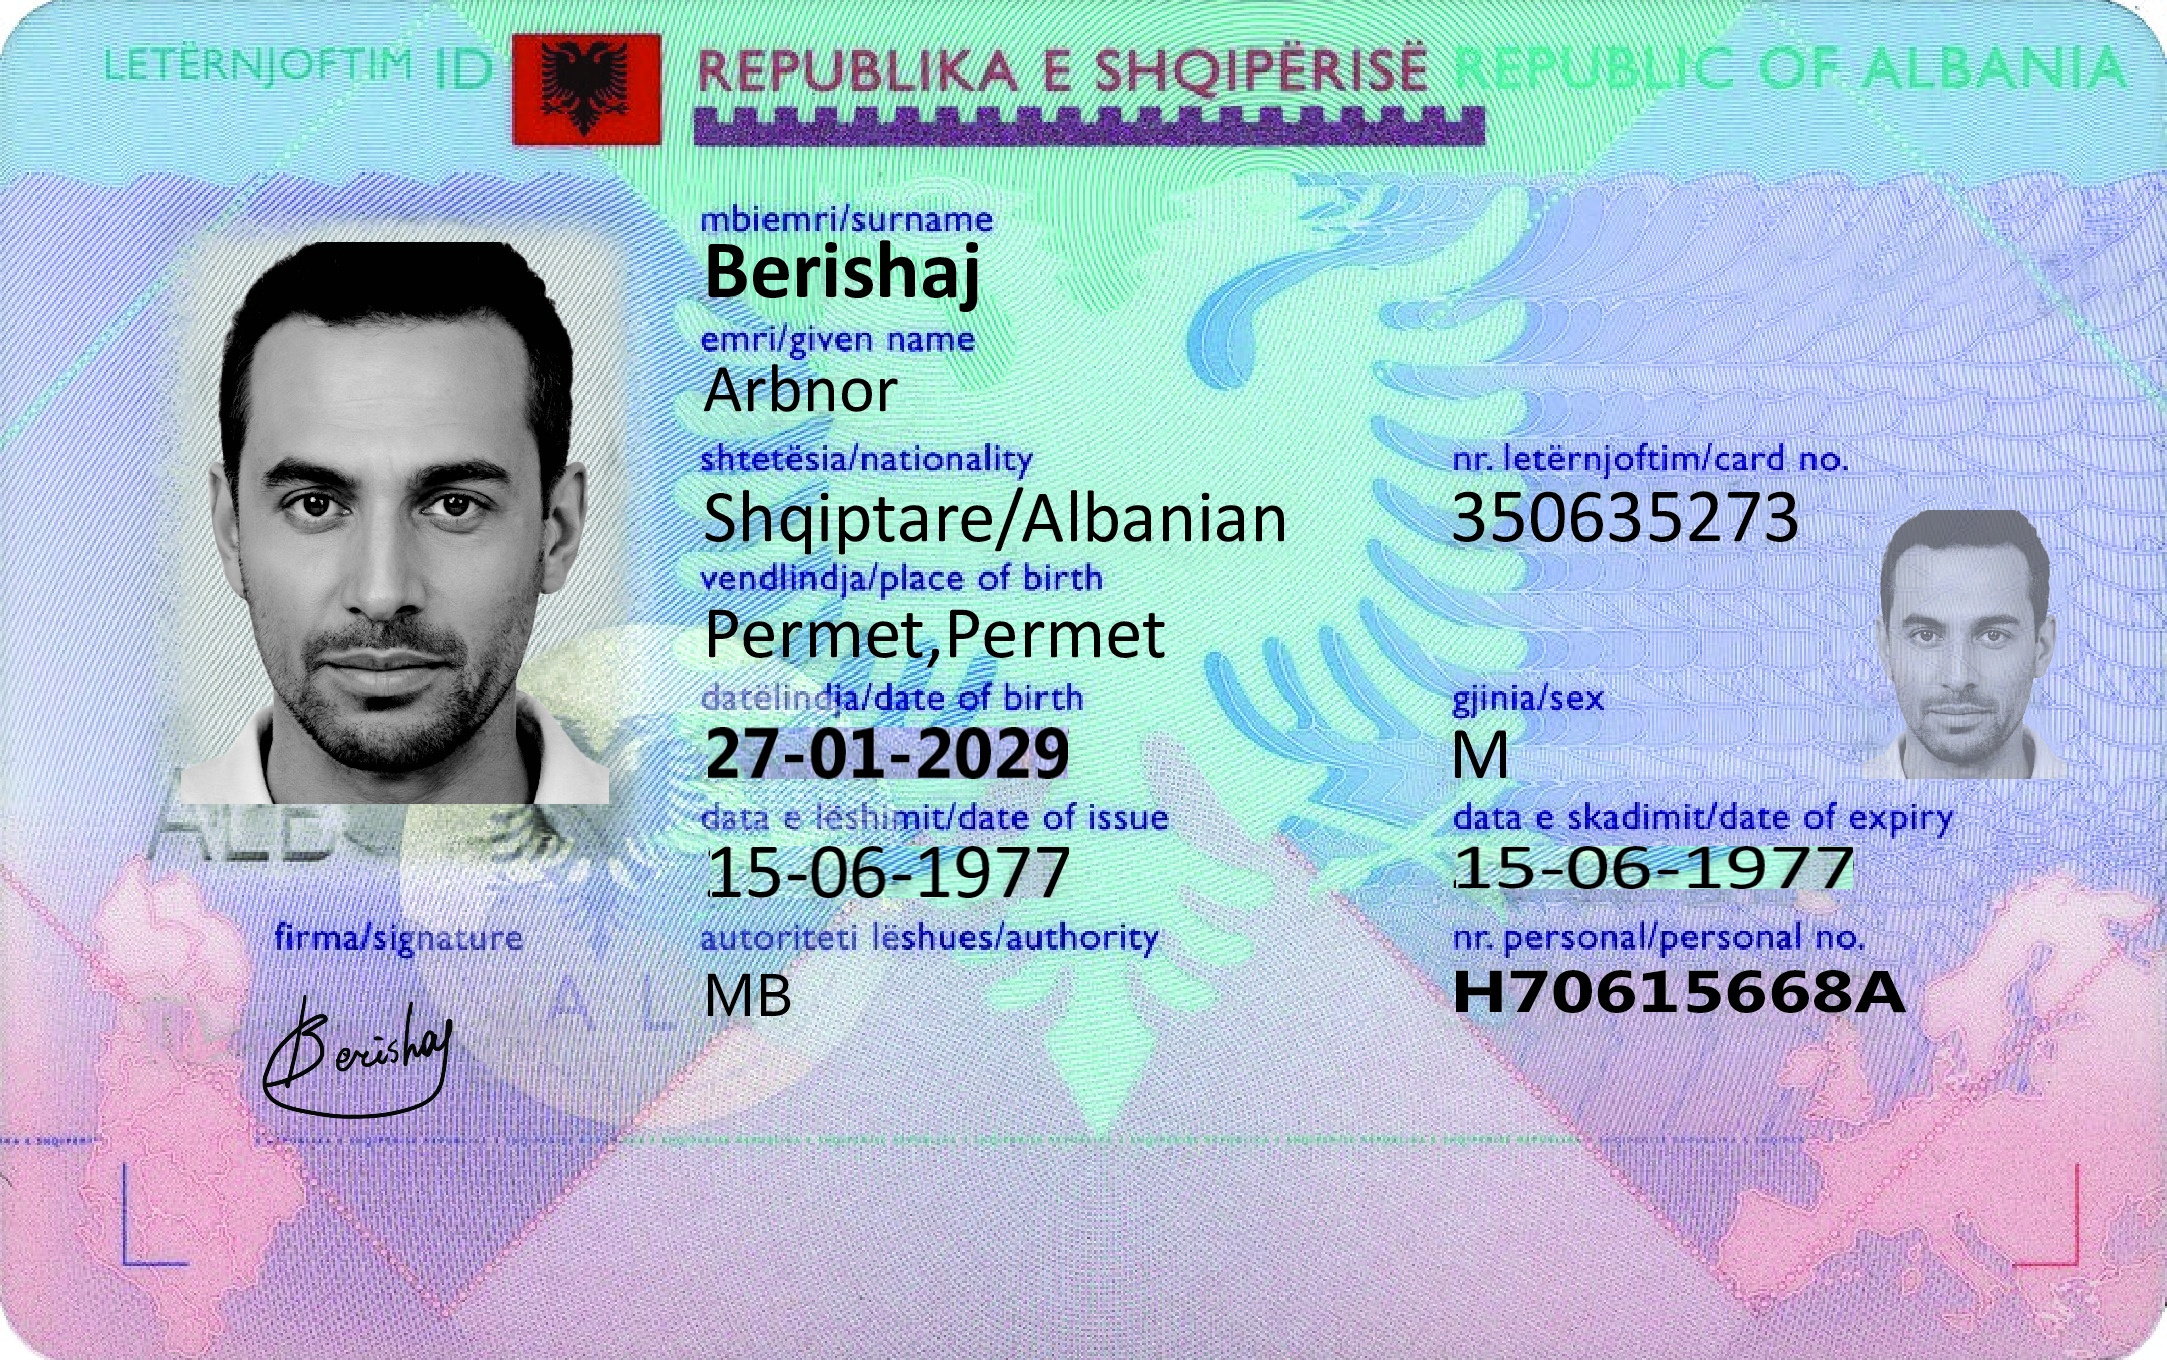 LETËRNJOFTIM ID REPUBLIKA E SHQIPËRISË REPUBLIC OF ALBANIA
mbiemri/surname
Berishaj
emri/given name
Arbnor
shtetësia/nationality
Shqiptare/Albanian
nr. letërnjoftim/card no.
350635273
vendlindja/place of birth
Permet,Permet
datëlindja/date of birth
27-01-2029
gjinia/sex
M
data e lëshimit/date of issue
15-06-1977
data e skadimit/date of expiry
15-06-1977
firma/signature
Berishaj
autoriteti lëshues/authority
MB
nr. personal/personal no.
H70615668A